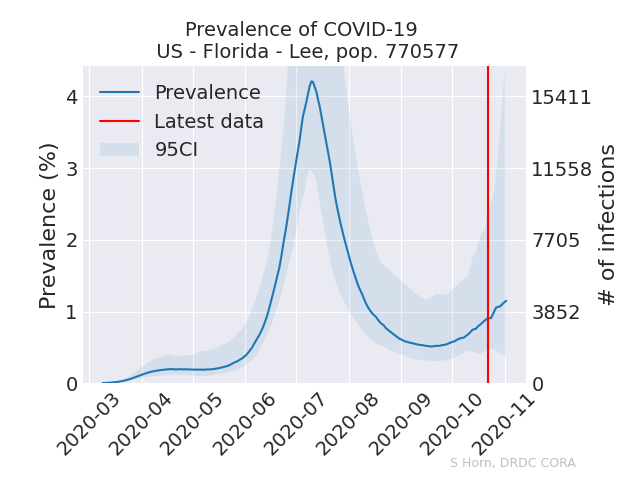 Prevalence of COVID-19
US - Florida - Lee, pop. 770577
Prevalence
Latest data
95CI
Prevalence (%)
4
3
2
1
0
15411
11558
7705
3852
0
# of infections
2020-03
2020-04
2020-05
2020-06
2020-07
2020-08
2020-09
2020-10
2020-11
S Horn, DRDC CORA